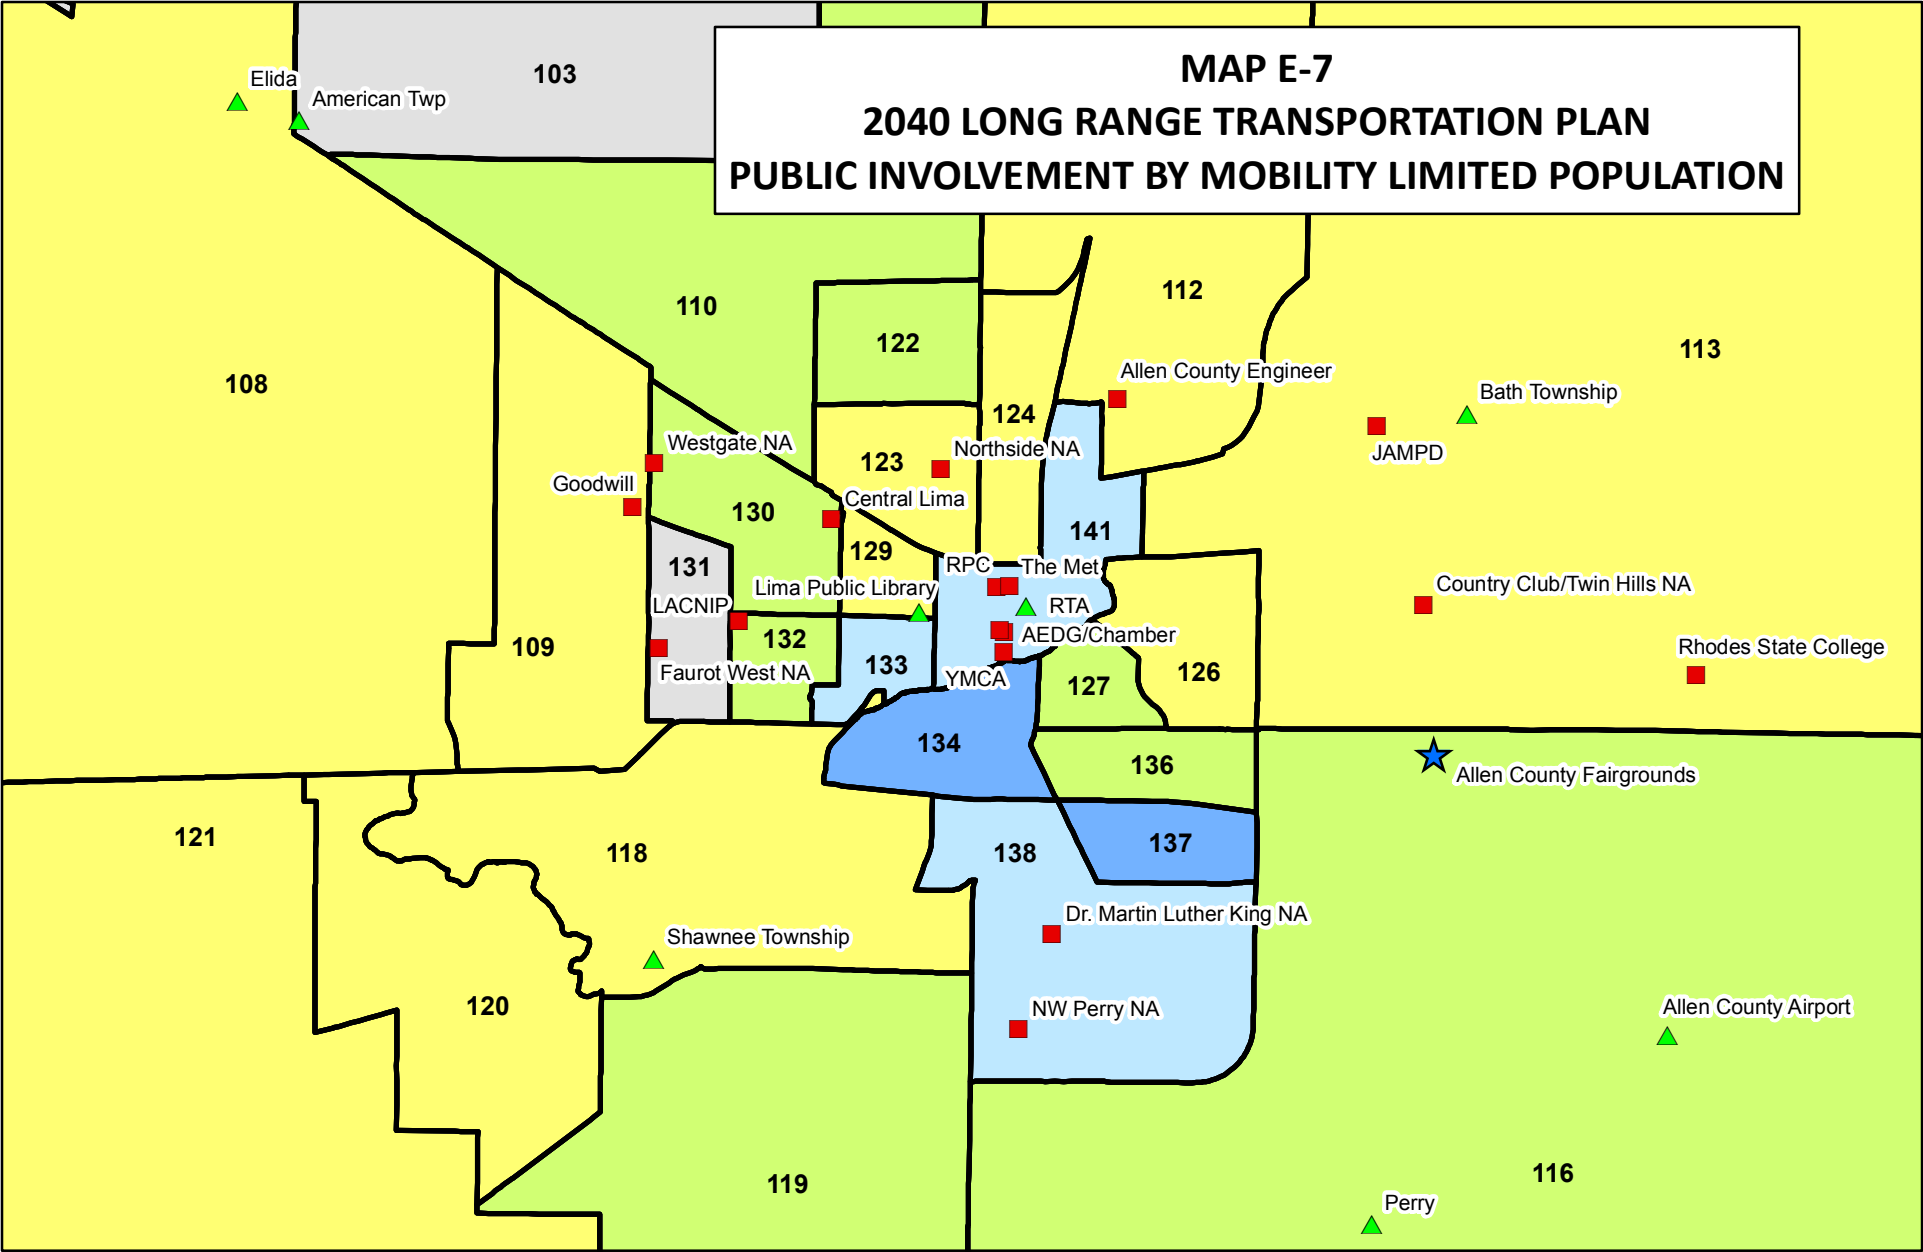 MAP E-7
2040 LONG RANGE TRANSPORTATION PLAN
PUBLIC INVOLVEMENT BY MOBILITY LIMITED POPULATION
103
Elida
American Twp
112
110
122
113
Allen County Engineer
108
Bath Township
124
Westgate NA
Northside NA
JAMPD
123
Goodwill
Central Lima
130
141
129
RPC
The Met
131
Lima Public Library
Country Club/Twin Hills NA
LACNIP
RTA
132
AEDG/Chamber
109
Rhodes State College
133
Faurot West NA
126
YMCA
127
134
136
Allen County Fairgrounds
121
137
118
138
Dr. Martin Luther King NA
Shawnee Township
120
NW Perry NA
Allen County Airport
116
119
Perry